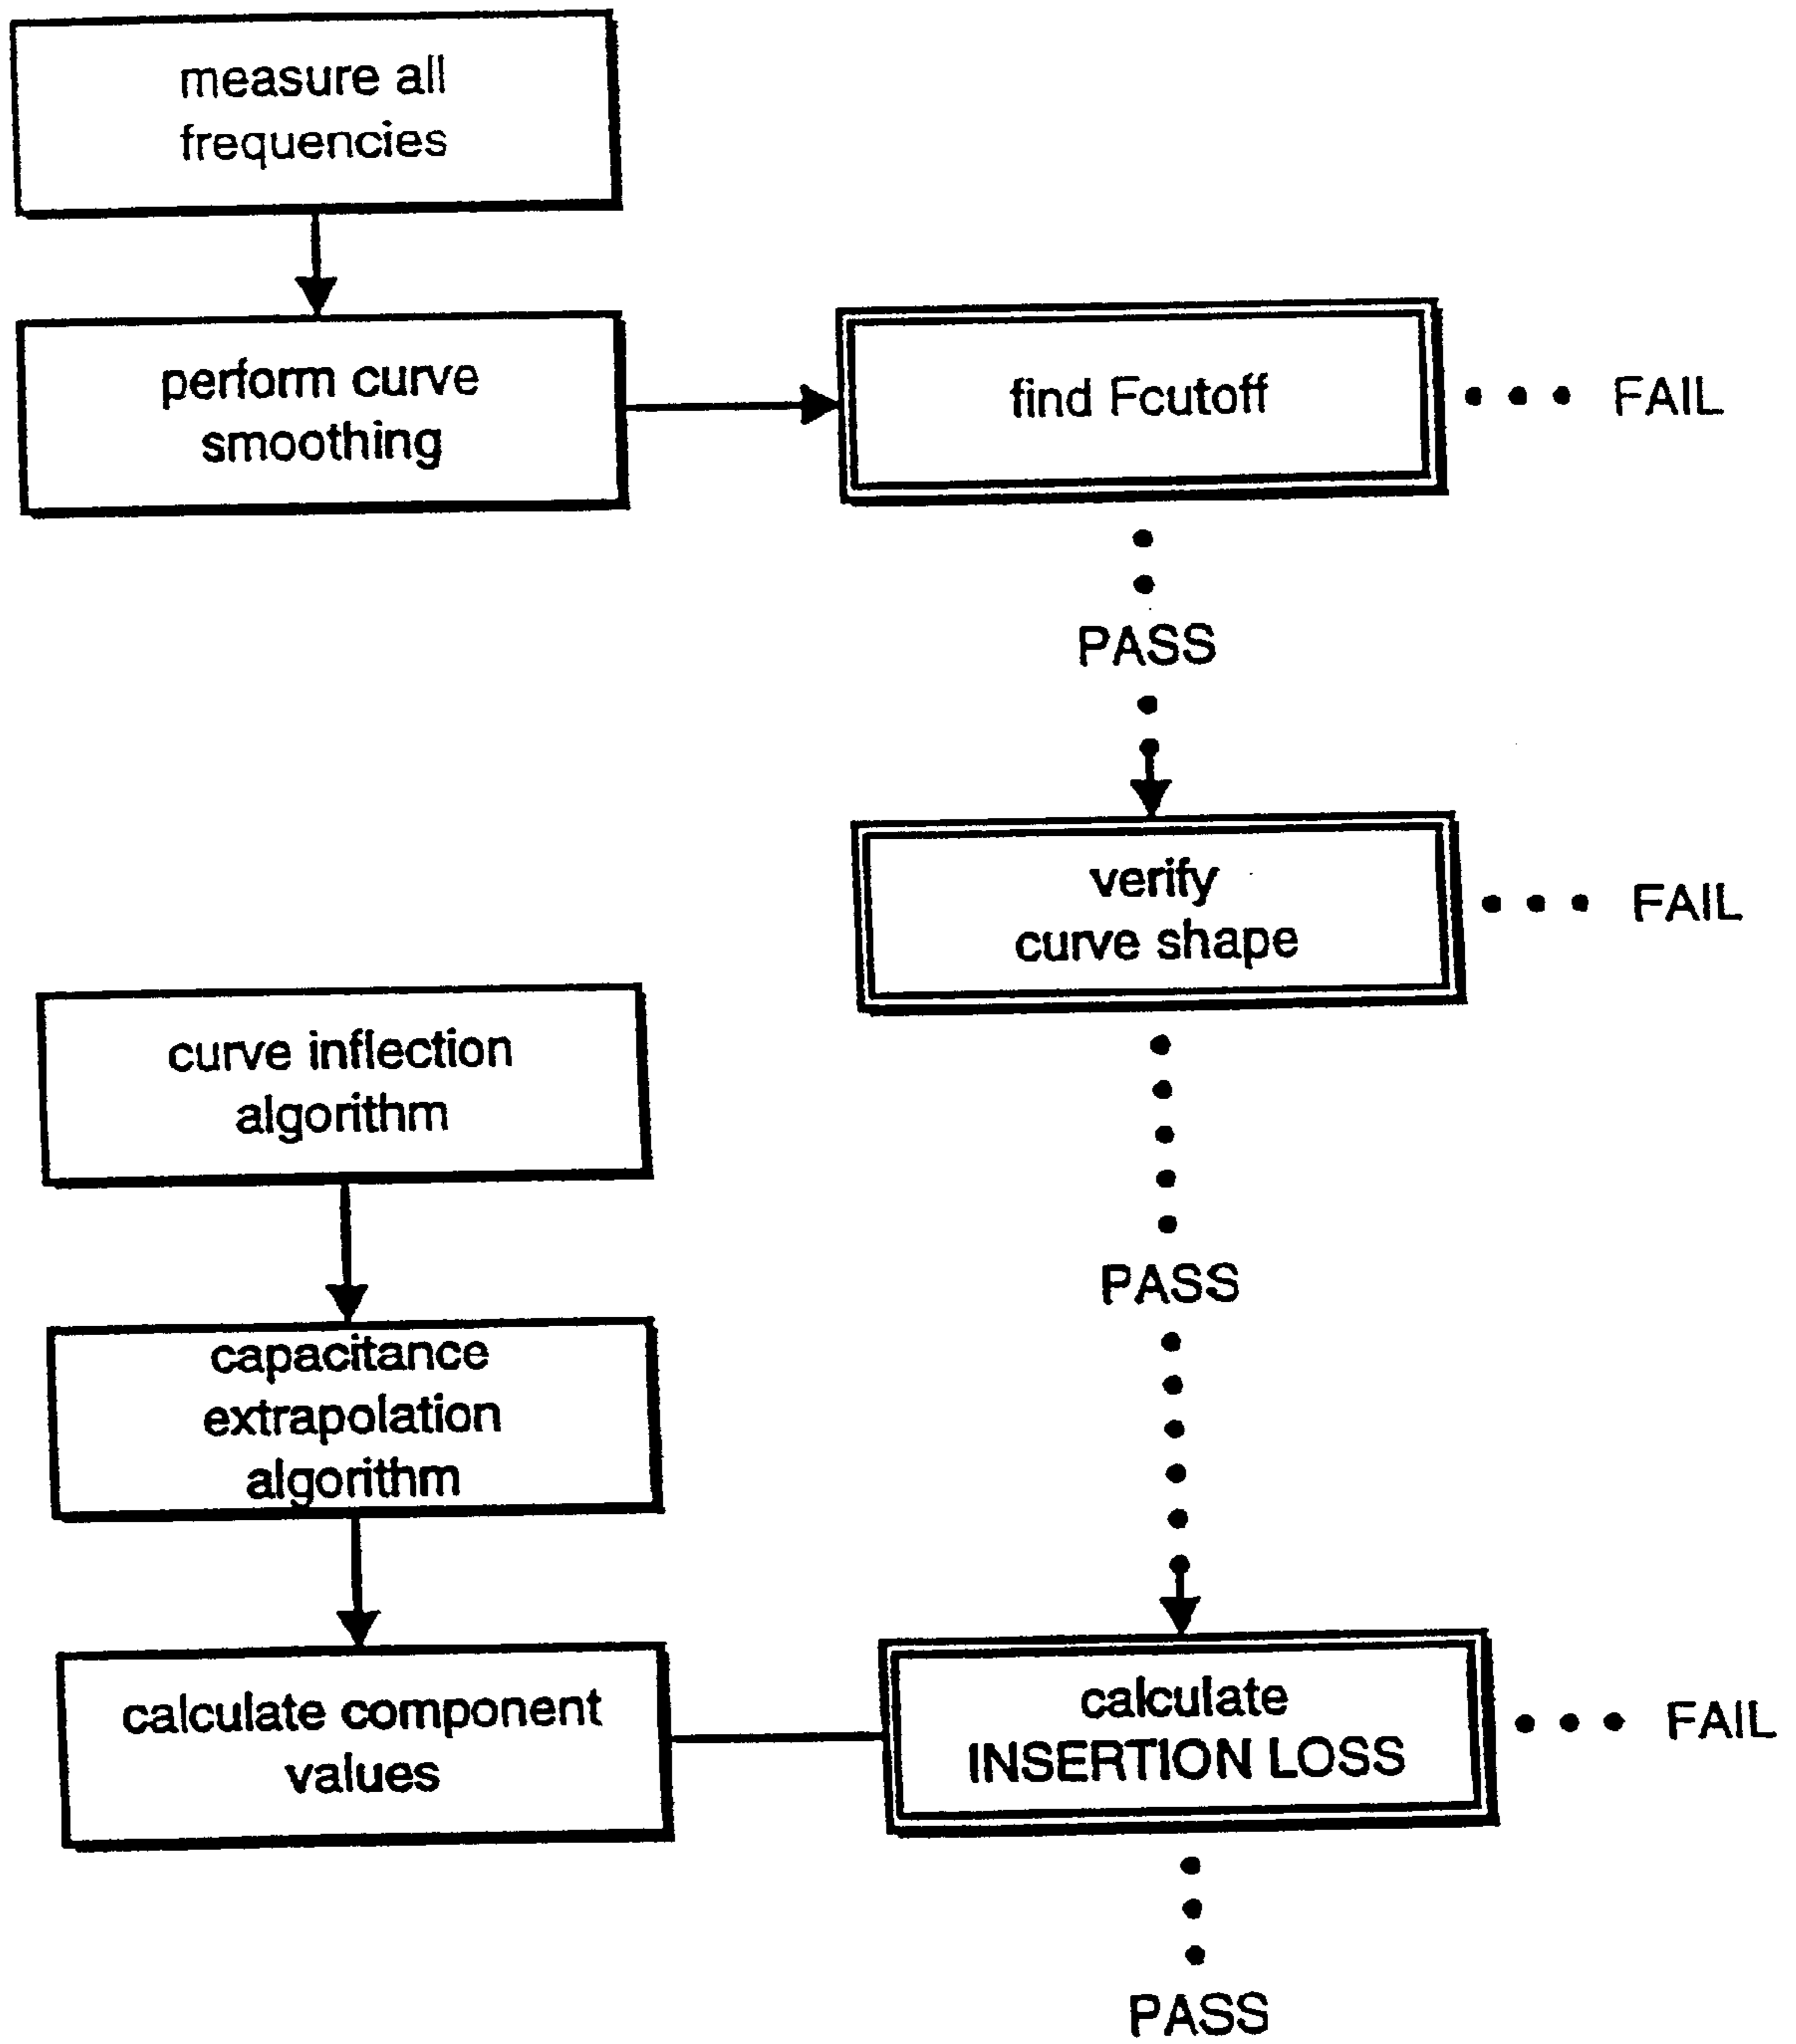 measure all
frequencies
perform curve
smoothing
find Fcutoff
FAIL
PASS
verify
curve shape
FAIL
curve inflection
algorithm
PASS
capacitance
extrapolation
algorithm
calculate component
values
calculate
INSERTION LOSS
FAIL
PASS